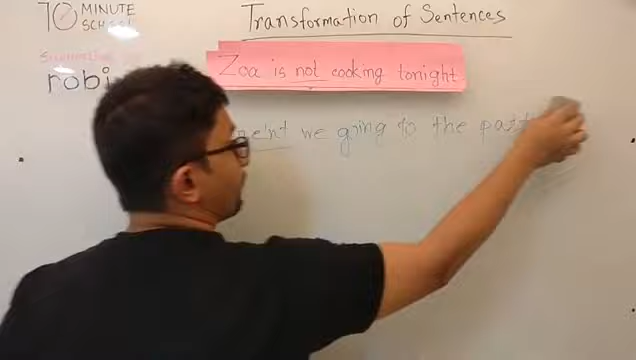 10 MINUTE
SCHOOL
Transformation of Sentences
robi
Zoa is not cooking tonight
we going to the